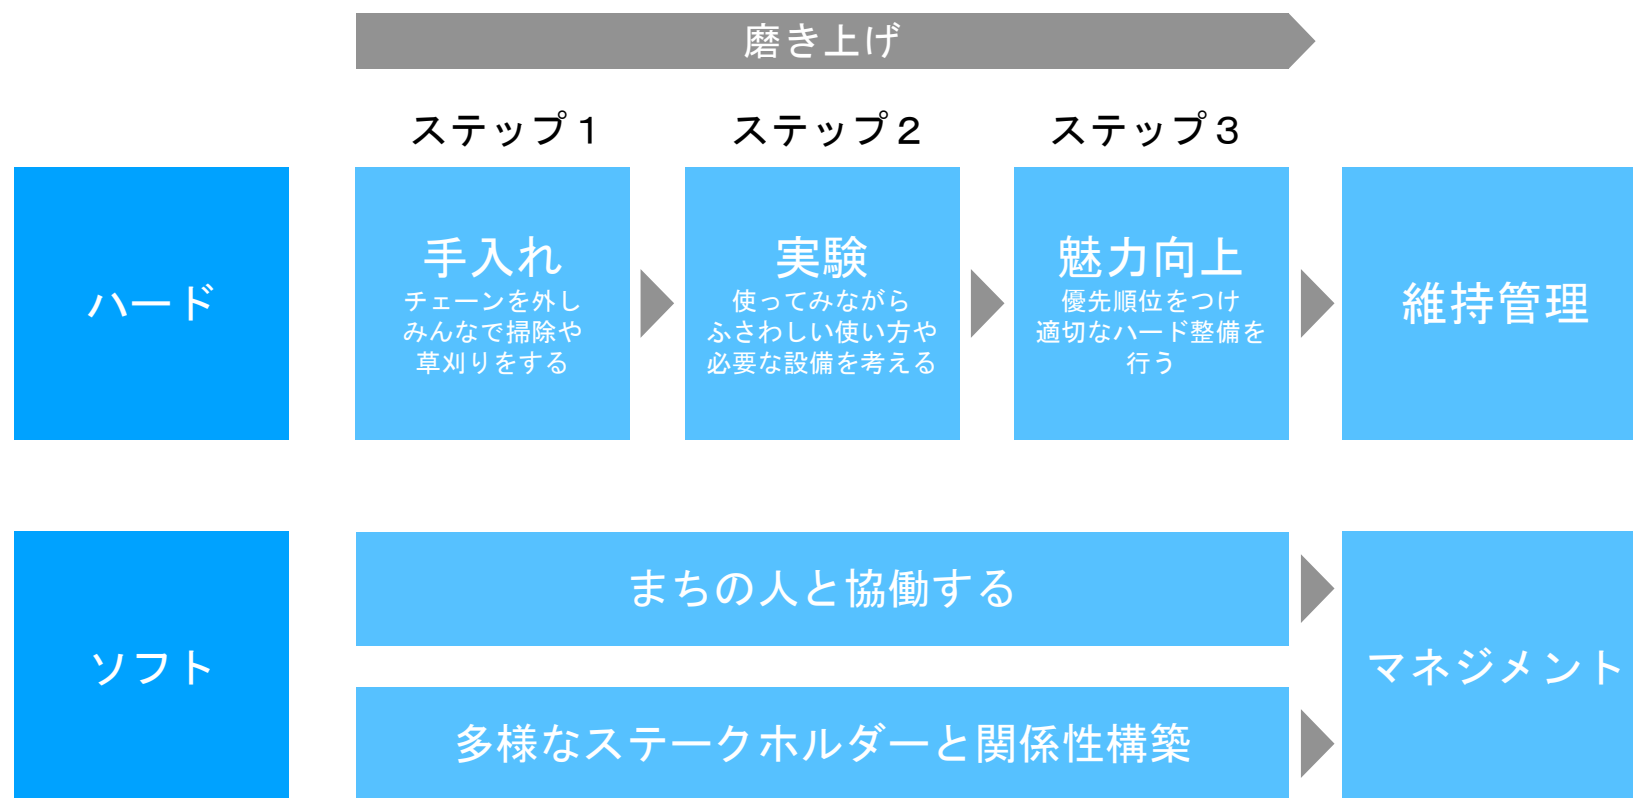 磨き上げ
ステップ１
ステップ２
ステップ３
ハード
手入れ
チェーンを外し
みんなで掃除や
草刈りをする
実験
使ってみながら
ふさわしい使い方や
必要な設備を考える
魅力向上
優先順位をつけ
適切なハード整備を
行う
維持管理
ソフト
まちの人と協働する
多様なステークホルダーと関係性構築
マネジメント